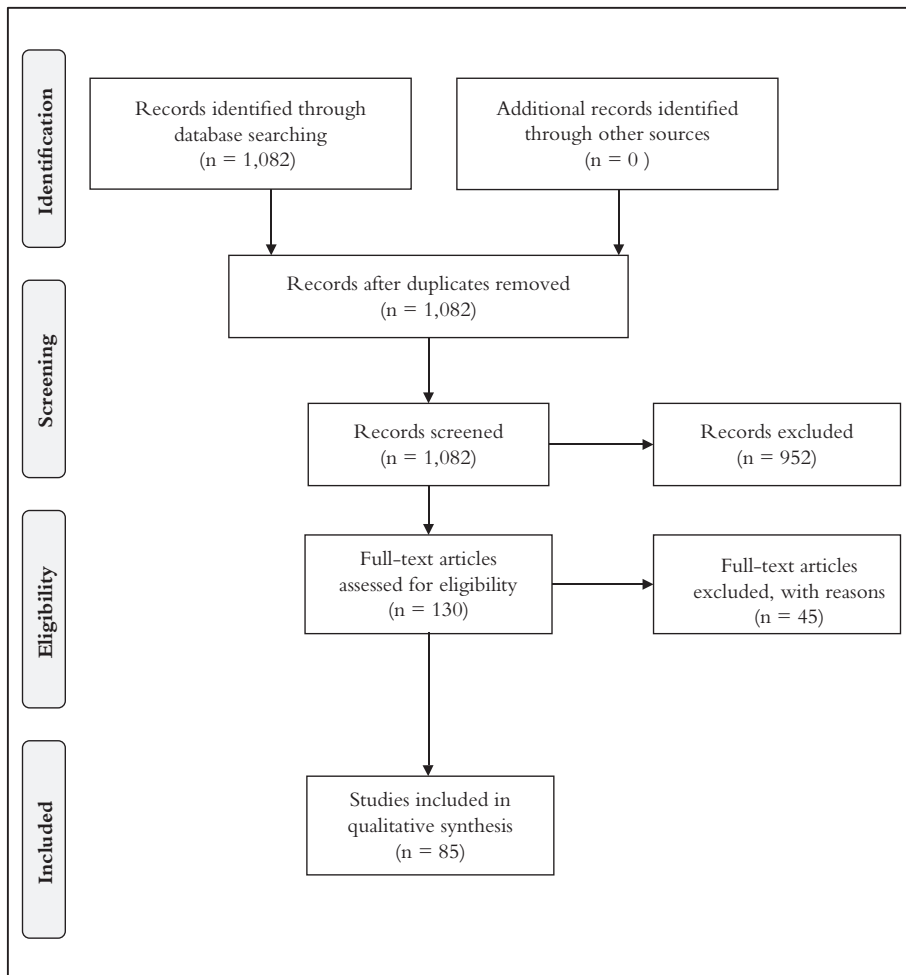 Identification
Records identified through
database searching
(n = 1,082)
Additional records identified
through other sources
(n = 0 )
Screening
Records after duplicates removed
(n = 1,082)
Records screened
(n = 1,082)
Records excluded
(n = 952)
Eligibility
Full-text articles
assessed for eligibility
(n = 130)
Full-text articles
excluded, with reasons
(n = 45)
Included
Studies included in
qualitative synthesis
(n = 85)